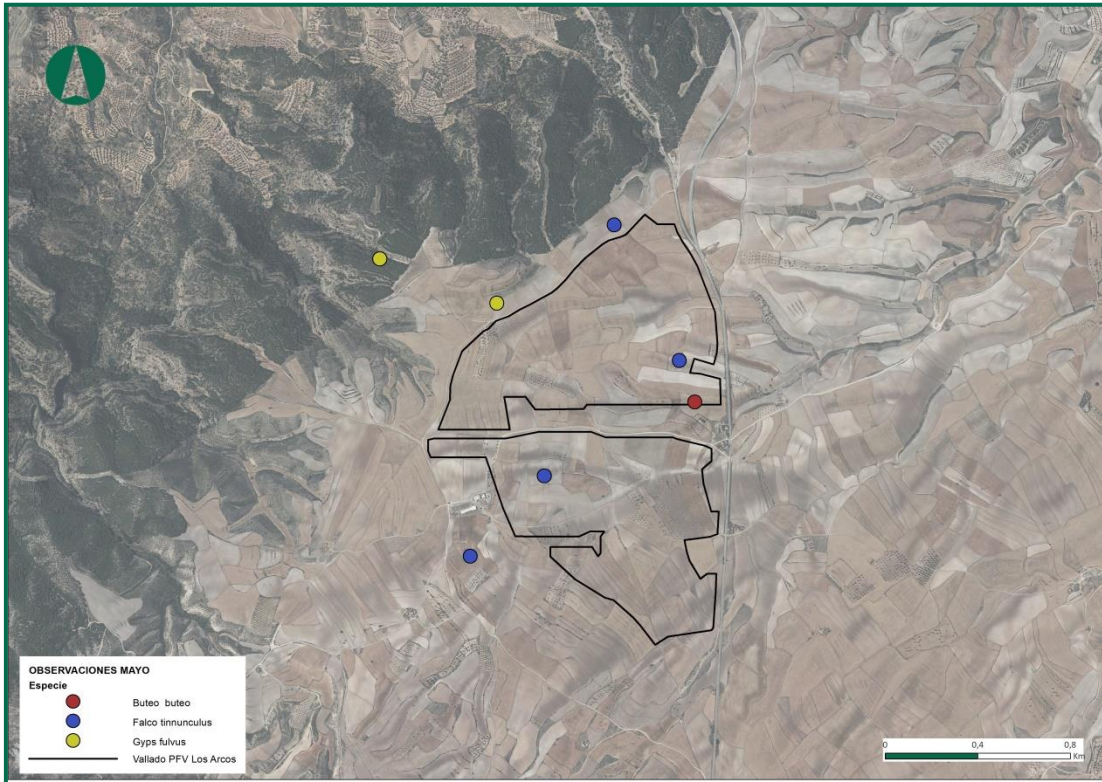 OBSERVACIONES MAYO
Especie
Buteo buteo
Falco tinnunculus
Gyps fulvus
Vallado PFV Los Arcos
0 0,4 0,8
Km